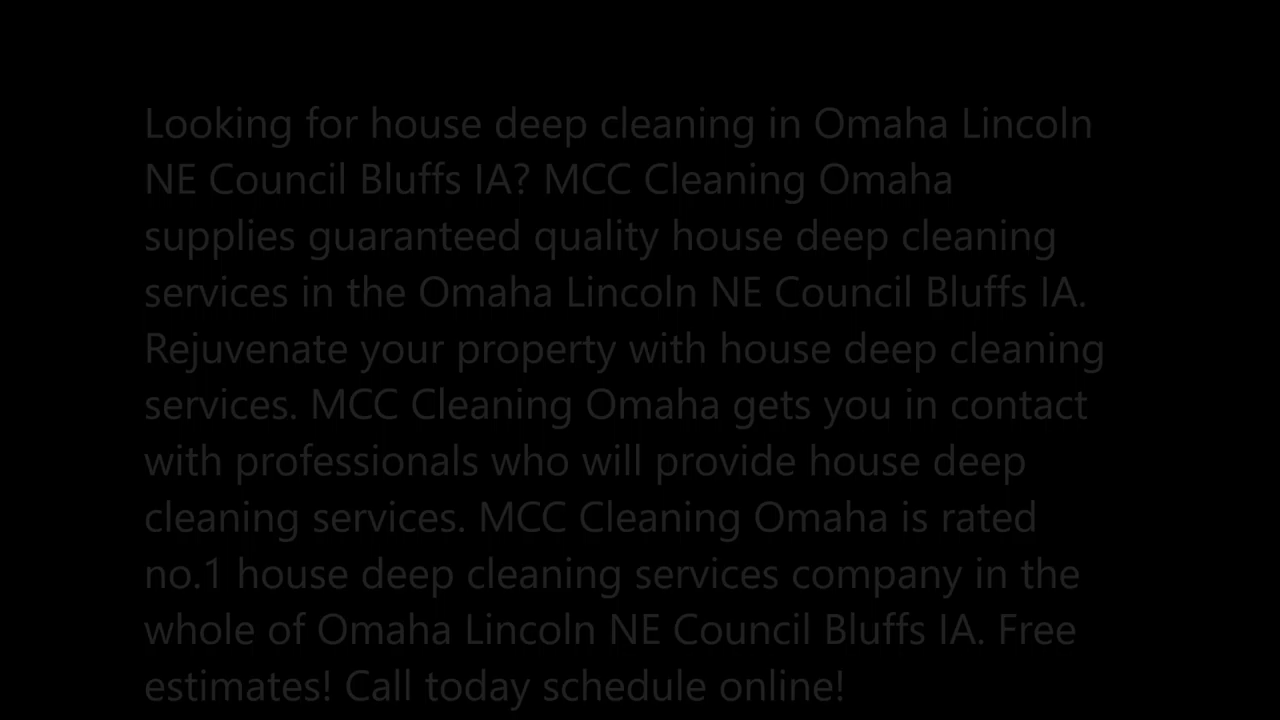 Looking for house deep cleaning in Omaha Lincoln
NE Council Bluffs IA? MCC Cleaning Omaha
supplies guaranteed quality house deep cleaning
services in the Omaha Lincoln NE Council Bluffs IA.
Rejuvenate your property with house deep cleaning
services. MCC Cleaning Omaha gets you in contact
with professionals who will provide house deep
cleaning services. MCC Cleaning Omaha is rated
no.1 house deep cleaning services company in the
whole of Omaha Lincoln NE Council Bluffs IA. Free
estimates! Call today schedule online!